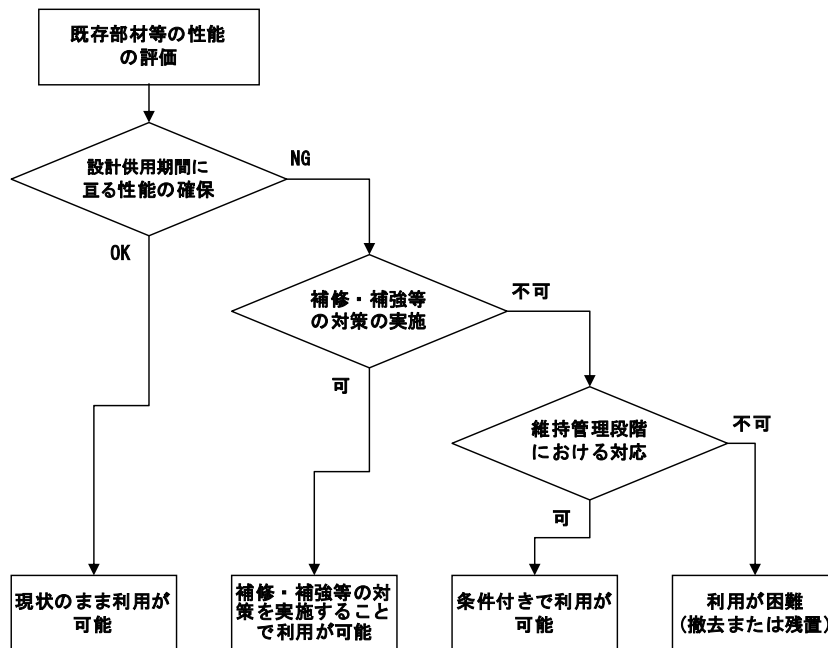 既存部材等の性能
の評価
設計供用期間に
亘る性能の確保
NG
OK
補修・補強等
の対策の実施
不可
可
維持管理段階
における対応
不可
可
現状のまま利用が
可能
補修・補強等の対
策を実施すること
で利用が可能
条件付きで利用が
可能
利用が困難
(撤去または残置)